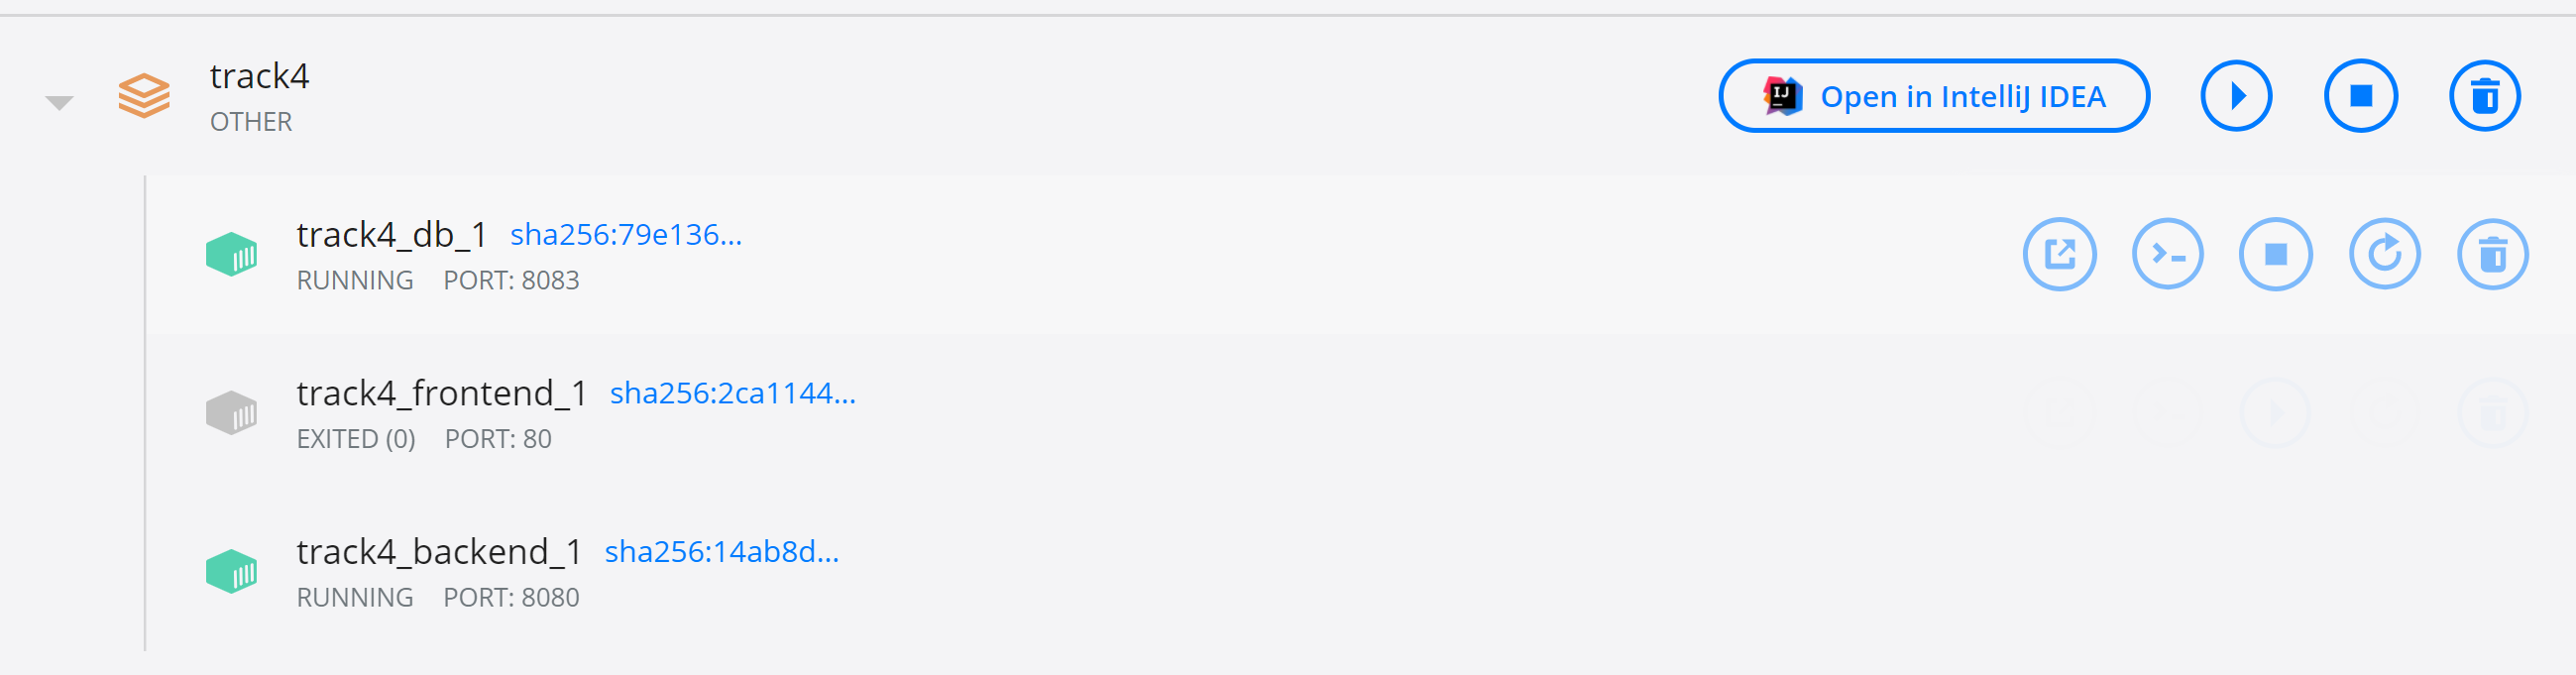 track4
OTHER
IJ Open in IntelliJ IDEA
track4_db_1 sha256:79e136...
RUNNING PORT: 8083
track4_frontend_1 sha256:2ca1144...
EXITED (0) PORT: 80
track4_backend_1 sha256:14ab8d...
RUNNING PORT: 8080